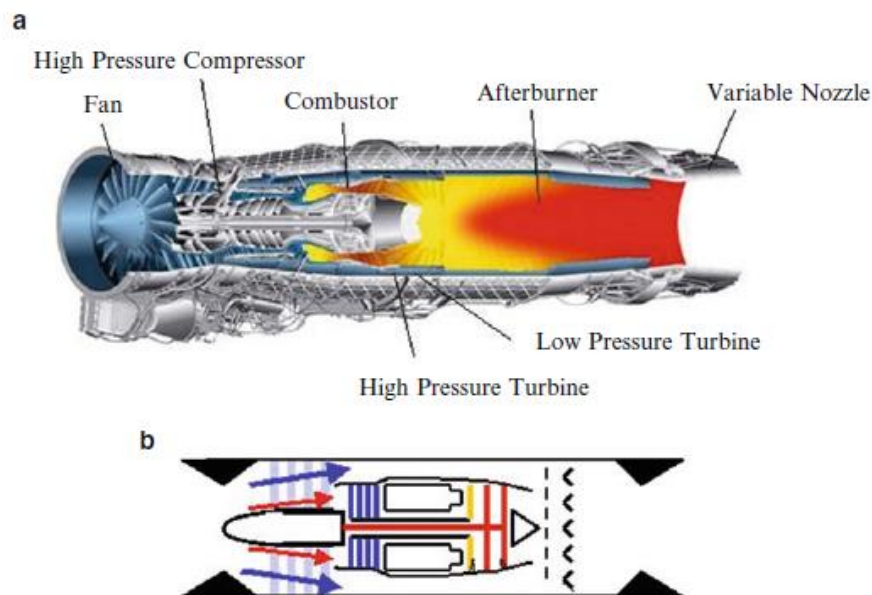 a
High Pressure Compressor
Fan
Combustor
Afterburner
Variable Nozzle
Low Pressure Turbine
High Pressure Turbine
b